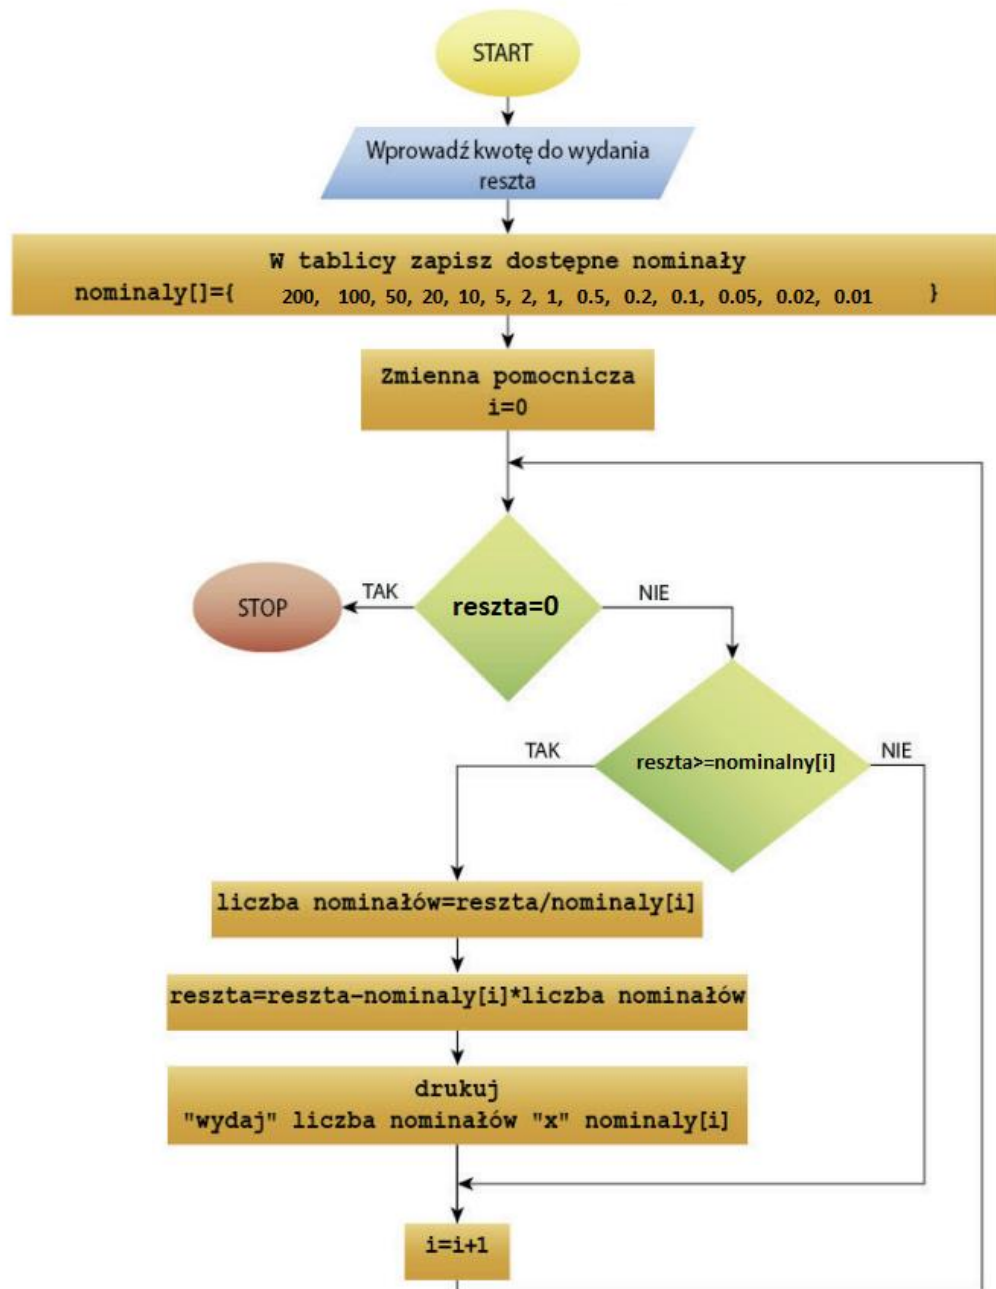 START
Wprowadź kwotę do wydania
reszta
W tablicy zapisz dostępne nominały
nominaly[]={ 200, 100, 50, 20, 10, 5, 2, 1, 0.5, 0.2, 0.1, 0.05, 0.02, 0.01 }
Zmienna pomocnicza
i=0
STOP
TAK
reszta=0
NIE
TAK
reszta>=nominalny[i]
NIE
liczba nominałów=reszta/nominaly[i]
reszta=reszta-nominaly[i]*liczba nominałów
drukuj
"wydaj" liczba nominałów "x" nominaly[i]
i=i+1